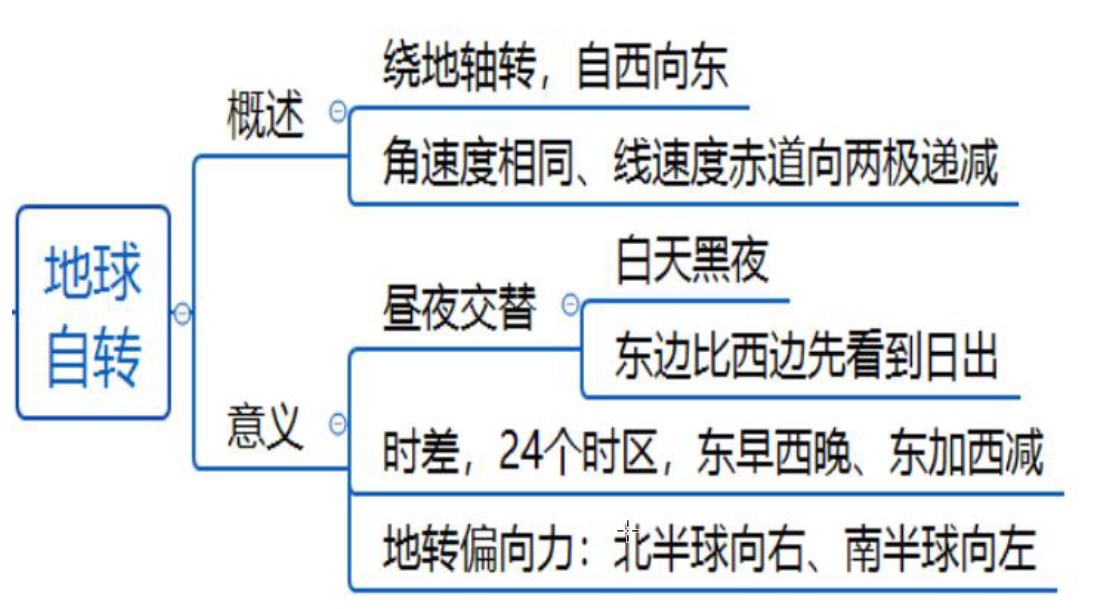 地球
自转
概述
绕地轴转，自西向东
角速度相同、线速度赤道向两极递减
意义
昼夜交替
白天黑夜
东边比西边先看到日出
时差，24个时区，东早西晚、东加西减
地转偏向力：北半球向右、南半球向左